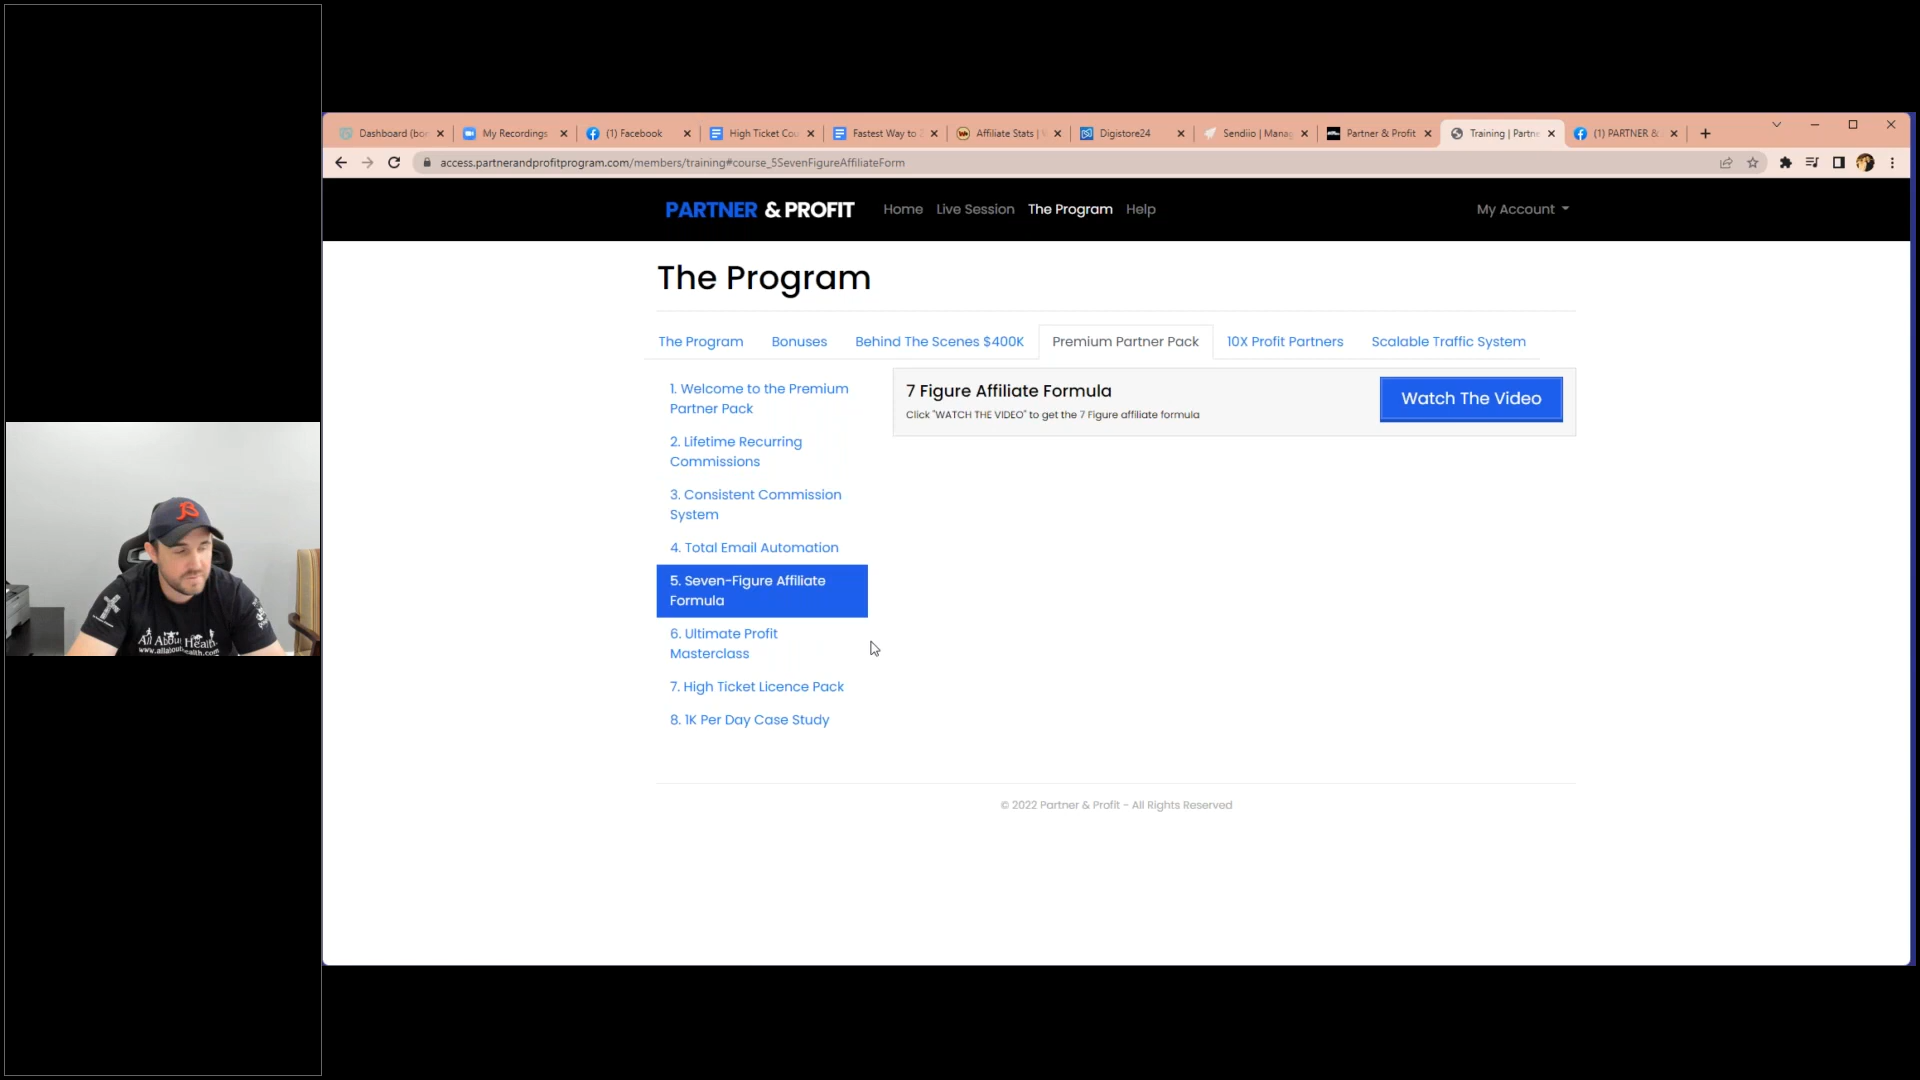 Dashboard (bo
My Recordings
(1) Facebook
High Ticket Cou
Fastest Way to
Affiliate Stats |
Digistore24
Sendiio | Manag
Partner & Profit
Training | Partne
(1) PARTNER &
access.partnerandprofitprogram.com/members/training#course_5SevenFigureAffiliateForm
PARTNER & PROFIT
Home
Live Session
The Program
Help
My Account
The Program
The Program
Bonuses
Behind The Scenes $400K
Premium Partner Pack
10X Profit Partners
Scalable Traffic System
1. Welcome to the Premium
Partner Pack
2. Lifetime Recurring
Commissions
3. Consistent Commission
System
4. Total Email Automation
5. Seven-Figure Affiliate
Formula
6. Ultimate Profit
Masterclass
7. High Ticket Licence Pack
8. 1K Per Day Case Study
7 Figure Affiliate Formula
Click "WATCH THE VIDEO" to get the 7 Figure affiliate formula
Watch The Video
© 2022 Partner & Profit - All Rights Reserved
B
All About Health